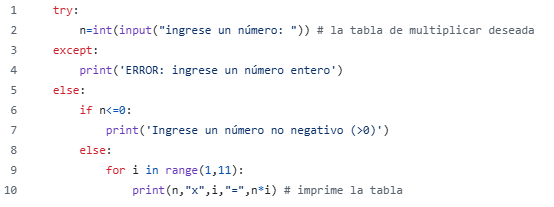 1 try:
2 n=int(input("ingrese un número: ")) # la tabla de multiplicar deseada
3 except:
4 print('ERROR: ingrese un número entero')
5 else:
6 if n<=0:
7 print('Ingrese un número no negativo (>0)')
8 else:
9 for i in range(1,11):
10 print(n,"x",i,"=",n*i) # imprime la tabla